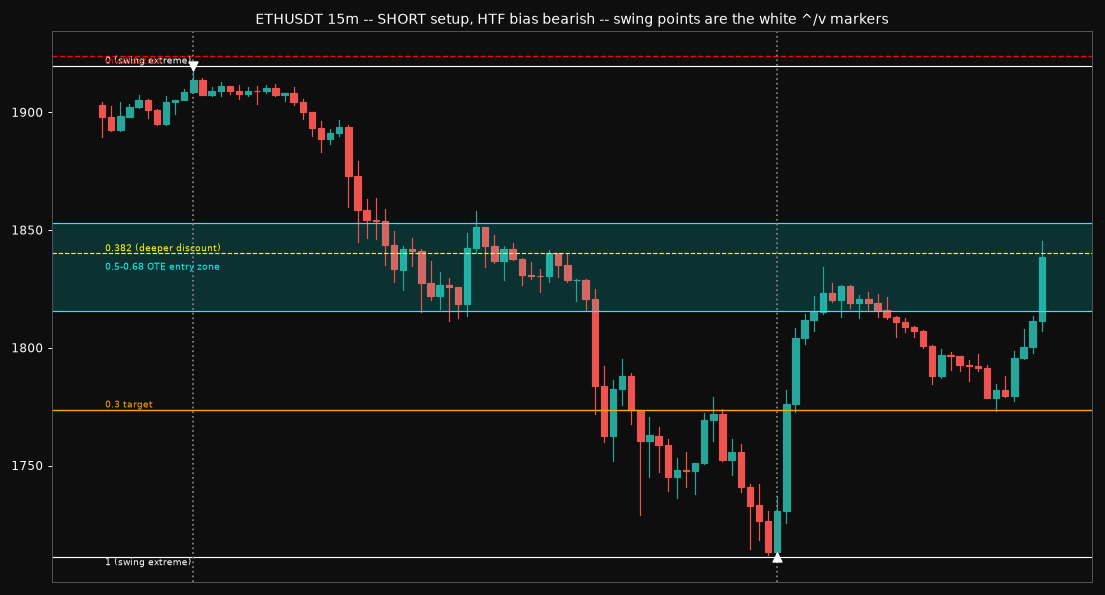 ETHUSDT 15m -- SHORT setup, HTF bias bearish -- swing points are the white ^/v markers
0 (swing extreme)
1900
1850
0.382 (deeper discount)
0.5-0.68 OTE entry zone
1800
0.3 target
1750
1 (swing extreme)